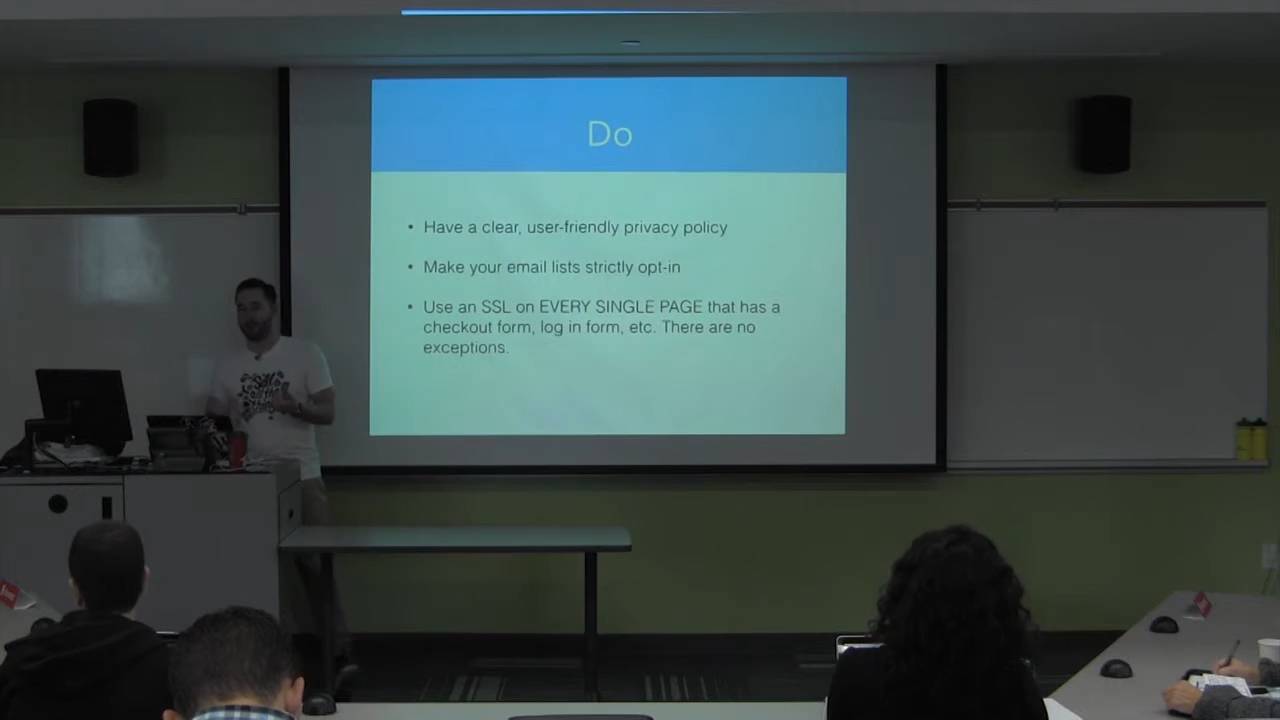 Do
• Have a clear, user-friendly privacy policy
• Make your email lists strictly opt-in
• Use an SSL on EVERY SINGLE PAGE that has a
checkout form, log in form, etc. There are no
exceptions.